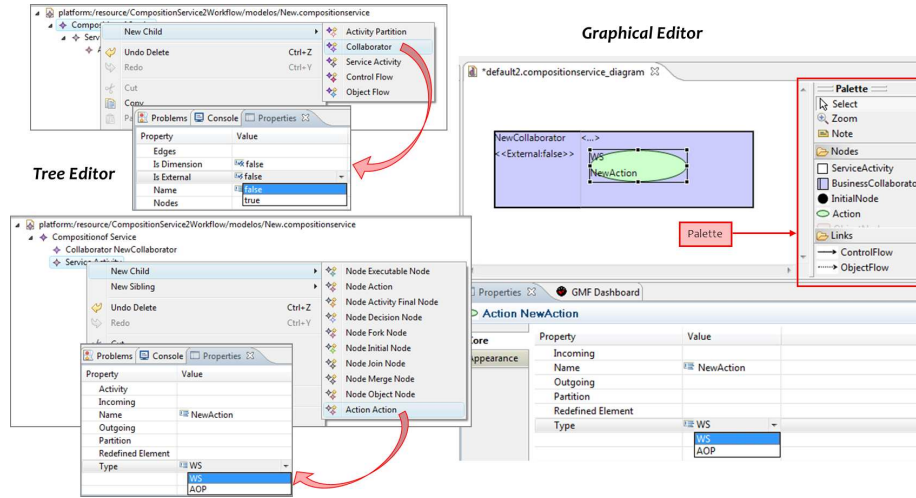 platform:/resource/CompositionService2Workflow/modelos/New.compositionservice
New Child
Undo Delete Ctrl+Z
Redo Ctrl+Y
Cut
Copy
Activity Partition
Collaborator
Service Activity
Control Flow
Object Flow
Problems Console Properties
Property Value
Edges
Is Dimension false
Is External false
Name false
Nodes true
Tree Editor
platform:/resource/CompositionService2Workflow/modelos/New.compositionservice
Compositionof Service
Collaborator NewCollaborator
Service Activity
New Child
New Sibling
Undo Delete Ctrl+Z
Redo Ctrl+Y
Node Executable Node
Node Action
Node Activity Final Node
Node Decision Node
Node Fork Node
Node Initial Node
Node Join Node
Node Merge Node
Node Object Node
Action Action
Problems Console Properties
Property Value
Activity
Incoming
Name NewAction
Outgoing
Partition
Redefined Element
Type WS
WS
AOP
Graphical Editor
*default2.compositionservice_diagram
NewCollaborator <...>
<<External:false>>
WS
NewAction
Palette
Palette
Select
Zoom
Note
Nodes
ServiceActivity
BusinessCollaborato
InitialNode
Action
Links
ControlFlow
ObjectFlow
Properties GMF Dashboard
Action NewAction
Core
Appearance
Property Value
Incoming
Name NewAction
Outgoing
Partition
Redefined Element
Type WS
WS
AOP